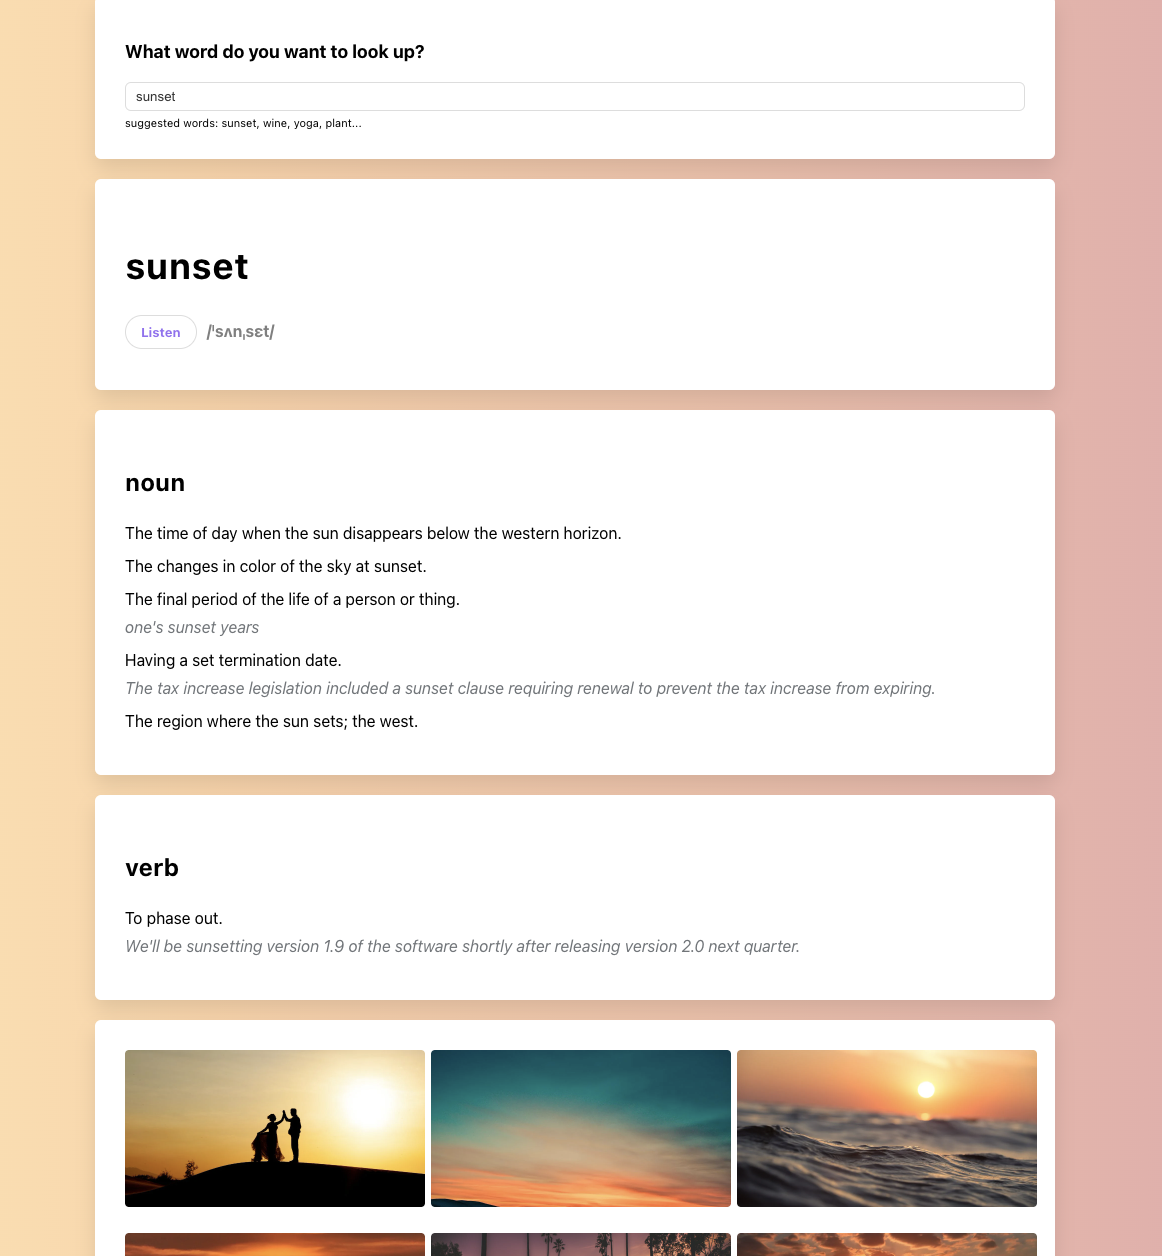 What word do you want to look up?
sunset
suggested words: sunset, wine, yoga, plant...
sunset
Listen /ˈsʌnˌsɛt/
noun
The time of day when the sun disappears below the western horizon.
The changes in color of the sky at sunset.
The final period of the life of a person or thing.
one's sunset years
Having a set termination date.
The tax increase legislation included a sunset clause requiring renewal to prevent the tax increase from expiring.
The region where the sun sets; the west.
verb
To phase out.
We'll be sunsetting version 1.9 of the software shortly after releasing version 2.0 next quarter.